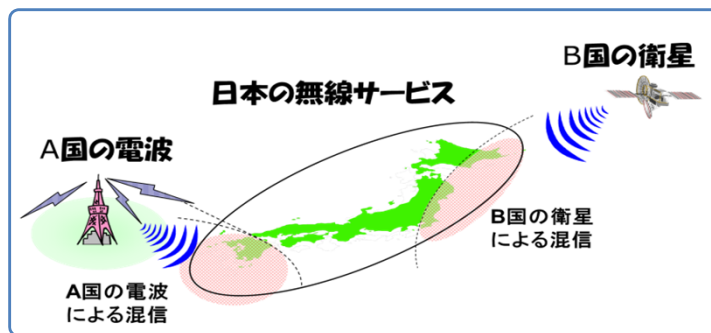 B国の衛星
日本の無線サービス
A国の電波
B国の衛星
による混信
A国の電波
による混信